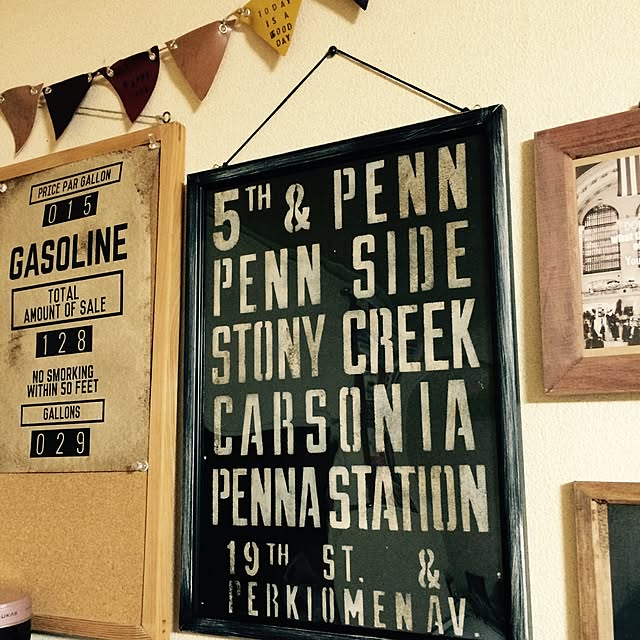 TODAY
IS A
GOOD
DAY
PRICE PAR GALLON
015
GASOLINE
TOTAL
AMOUNT OF SALE
128
NO SMORKING
WITHIN 50 FEET
GALLONS
029
5TH & PENN
PENN SIDE
STONY CREEK
CARSONIA
PENNA STATION
19TH ST. &
PERKIOMEN AV.